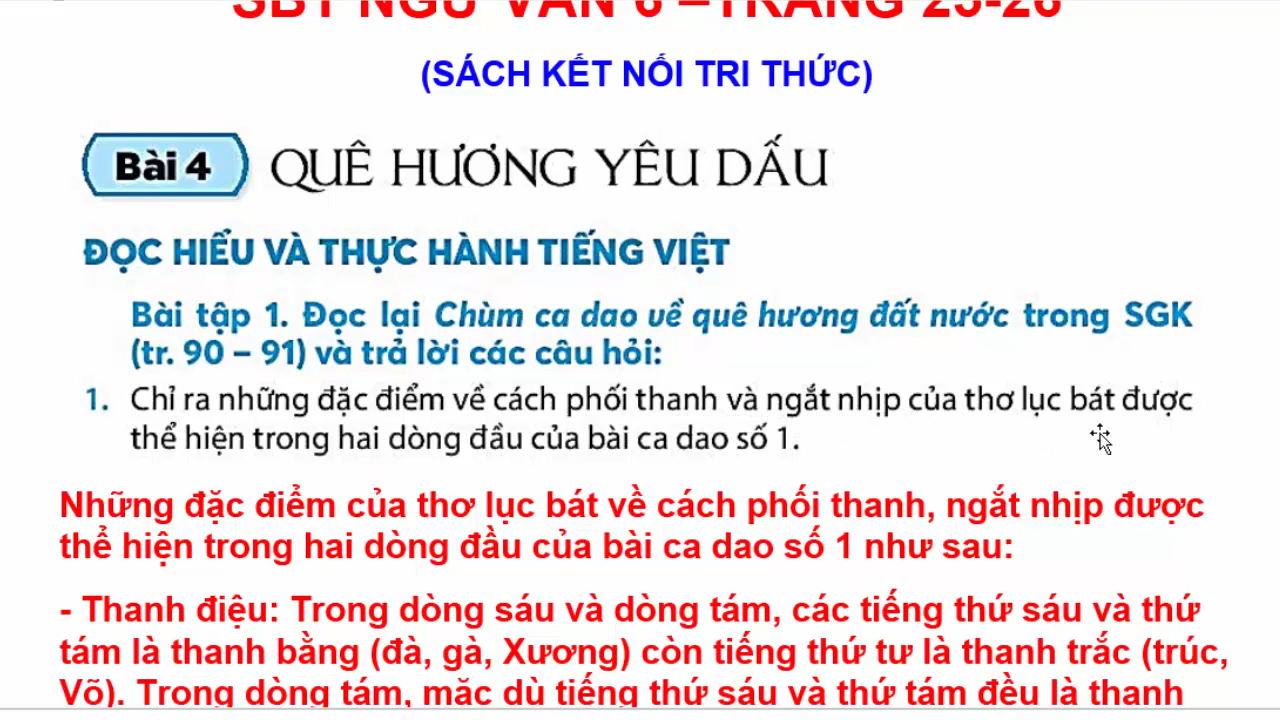 SBT NGỮ VĂN 6 –TRANG 25-26
(SÁCH KẾT NỐI TRI THỨC)
Bài 4 QUÊ HƯƠNG YÊU DẤU
ĐỌC HIỂU VÀ THỰC HÀNH TIẾNG VIỆT
Bài tập 1. Đọc lại Chùm ca dao về quê hương đất nước trong SGK
(tr. 90 – 91) và trả lời các câu hỏi:
1. Chỉ ra những đặc điểm về cách phối thanh và ngắt nhịp của thơ lục bát được
thể hiện trong hai dòng đầu của bài ca dao số 1.
Những đặc điểm của thơ lục bát về cách phối thanh, ngắt nhịp được
thể hiện trong hai dòng đầu của bài ca dao số 1 như sau:
- Thanh điệu: Trong dòng sáu và dòng tám, các tiếng thứ sáu và thứ
tám là thanh bằng (đà, gà, Xương) còn tiếng thứ tư là thanh trắc (trúc,
Võ). Trong dòng tám, mặc dù tiếng thứ sáu và thứ tám đều là thanh